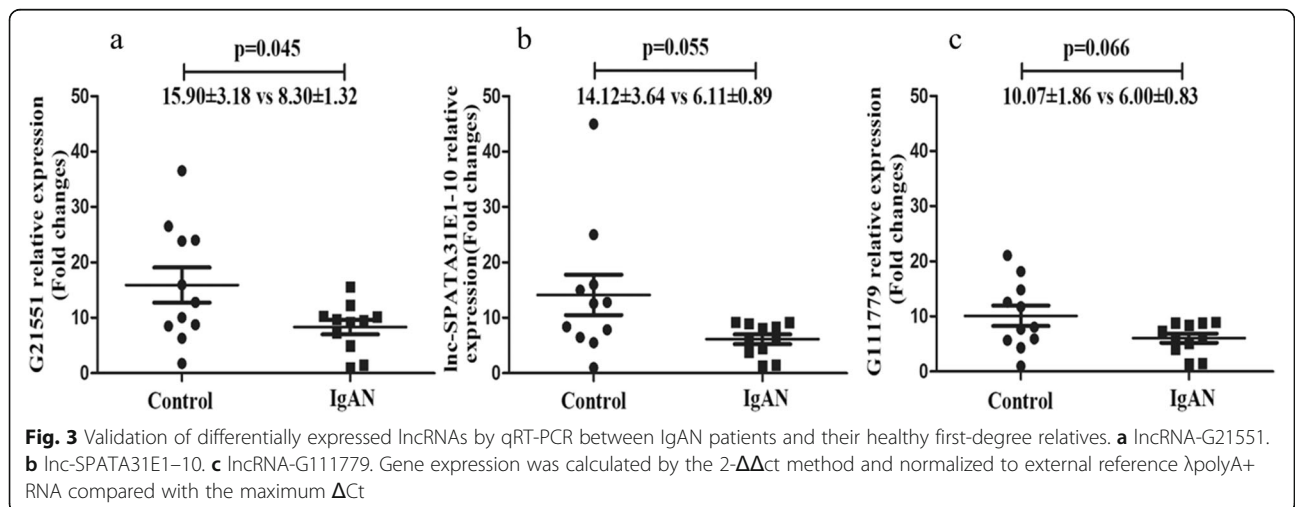 a
p=0.045
15.90±3.18 vs 8.30±1.32
G21551 relative expression
(Fold changes)
50
40
30
20
10
0
Control
IgAN
b
p=0.055
14.12±3.64 vs 6.11±0.89
lnc-SPATA31E1-10 relative
expression(Fold changes)
50
40
30
20
10
0
Control
IgAN
c
p=0.066
10.07±1.86 vs 6.00±0.83
G111779 relative expression
(Fold changes)
50
40
30
20
10
0
Control
IgAN
Fig. 3 Validation of differentially expressed lncRNAs by qRT-PCR between IgAN patients and their healthy first-degree relatives. a lncRNA-G21551.
b lnc-SPATA31E1–10. c lncRNA-G111779. Gene expression was calculated by the 2-ΔΔct method and normalized to external reference λpolyA+
RNA compared with the maximum ΔCt